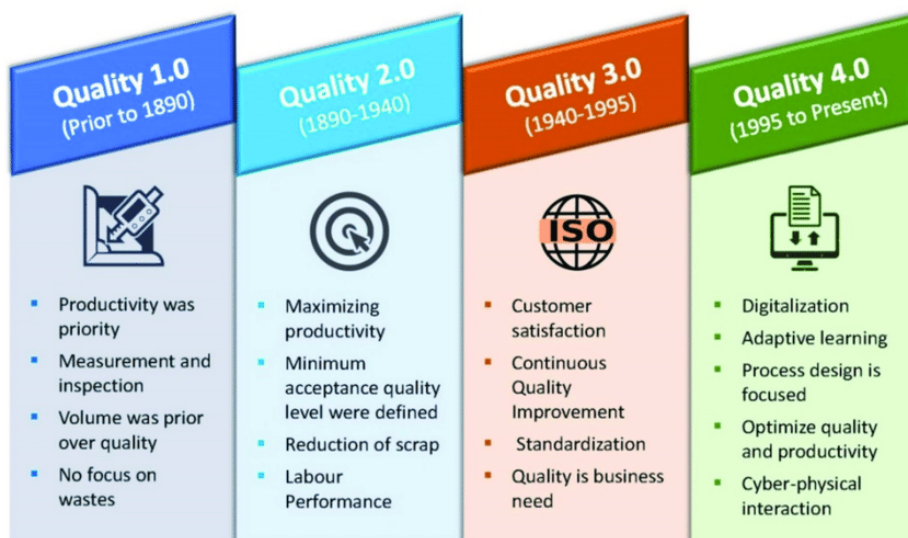 Quality 1.0
(Prior to 1890)
Productivity was
priority
Measurement and
inspection
Volume was prior
over quality
No focus on
wastes
Quality 2.0
(1890-1940)
Maximizing
productivity
Minimum
acceptance quality
level were defined
Reduction of scrap
Labour
Performance
Quality 3.0
(1940-1995)
ISO
Customer
satisfaction
Continuous
Quality
Improvement
Standardization
Quality is business
need
Quality 4.0
(1995 to Present)
Digitalization
Adaptive learning
Process design is
focused
Optimize quality
and productivity
Cyber-physical
interaction